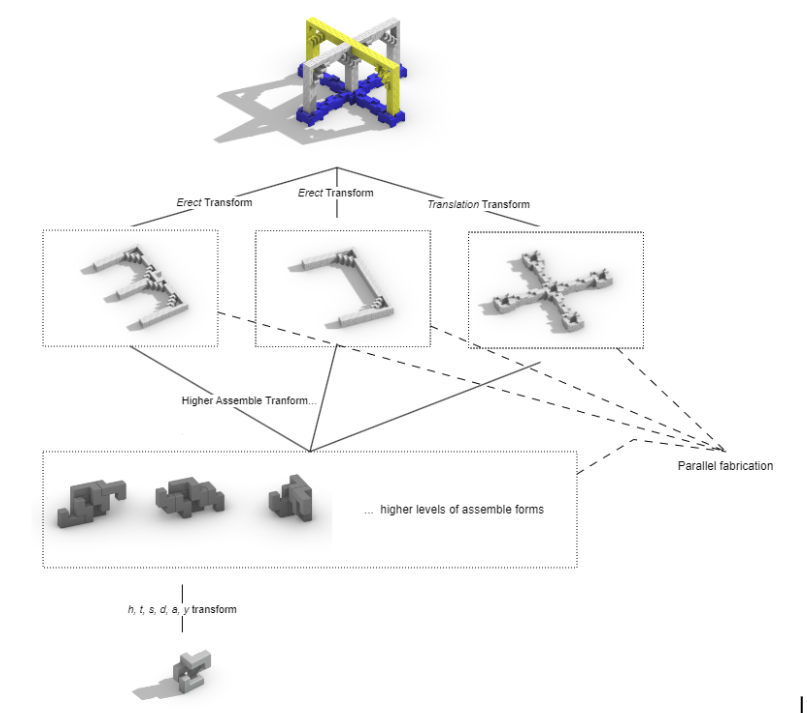 Erect Transform
Erect Transform
Translation Transform
Higher Assemble Tranform...
Parallel fabrication
... higher levels of assemble forms
h, t, s, d, a, y transform